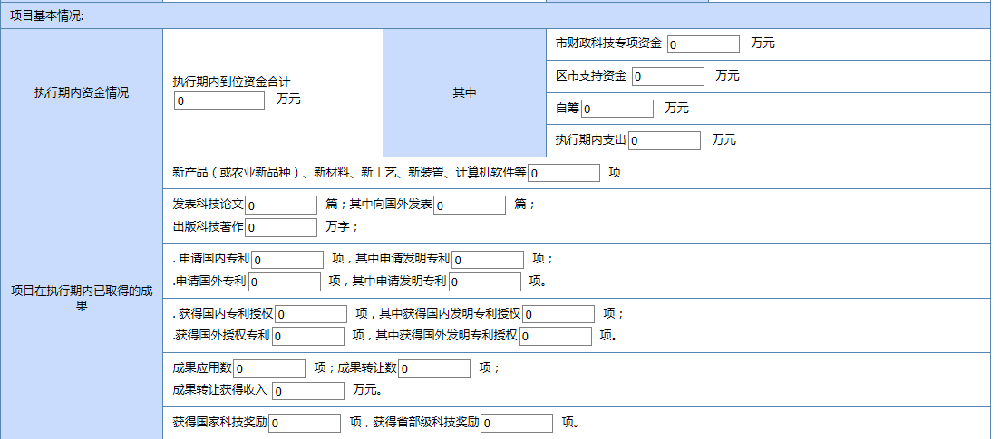 项目基本情况:
执行期内资金情况
执行期内到位资金合计
0 万元
其中
市财政科技专项资金 0 万元
区市支持资金 0 万元
自筹 0 万元
执行期内支出 0 万元
项目在执行期内已取得的成
果
新产品（或农业新品种）、新材料、新工艺、新装置、计算机软件等 0 项
发表科技论文 0 篇；其中向国外发表 0 篇；
出版科技著作 0 万字；
. 申请国内专利 0 项，其中申请发明专利 0 项；
.申请国外专利 0 项，其中申请发明专利 0 项。
. 获得国内专利授权 0 项，其中获得国内发明专利授权 0 项；
.获得国外授权专利 0 项，其中获得国外发明专利授权 0 项。
成果应用数 0 项；成果转让数 0 项；
成果转让获得收入 0 万元。
获得国家科技奖励 0 项，获得省部级科技奖励 0 项。